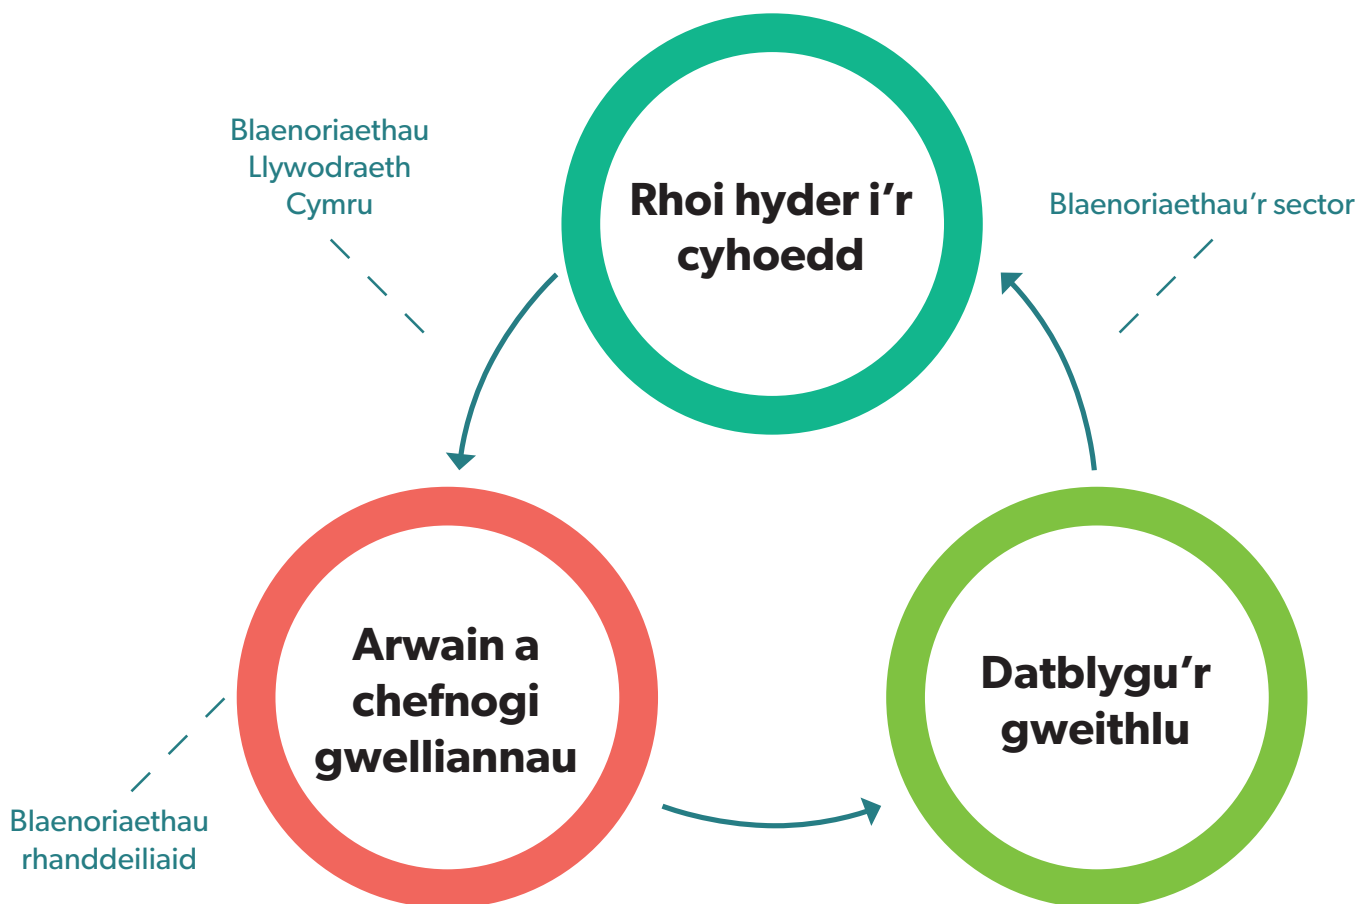 Blaenoriaethau
Llywodraeth
Cymru
Rhoi hyder i’r
cyhoedd
Blaenoriaethau’r sector
Arwain a
chefnogi
gwelliannau
Datblygu’r
gweithlu
Blaenoriaethau
rhanddeiliaid